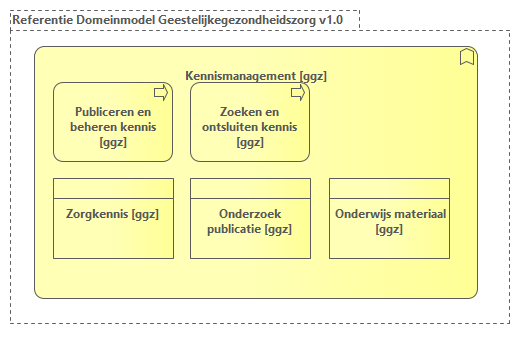 Referentie Domeinmodel Geestelijkegezondheidszorg v1.0
Kennismanagement [ggz]
Publiceren en
beheren kennis
[ggz]
Zoeken en
ontsluiten kennis
[ggz]
Zorgkennis [ggz]
Onderzoek
publicatie [ggz]
Onderwijs materiaal
[ggz]